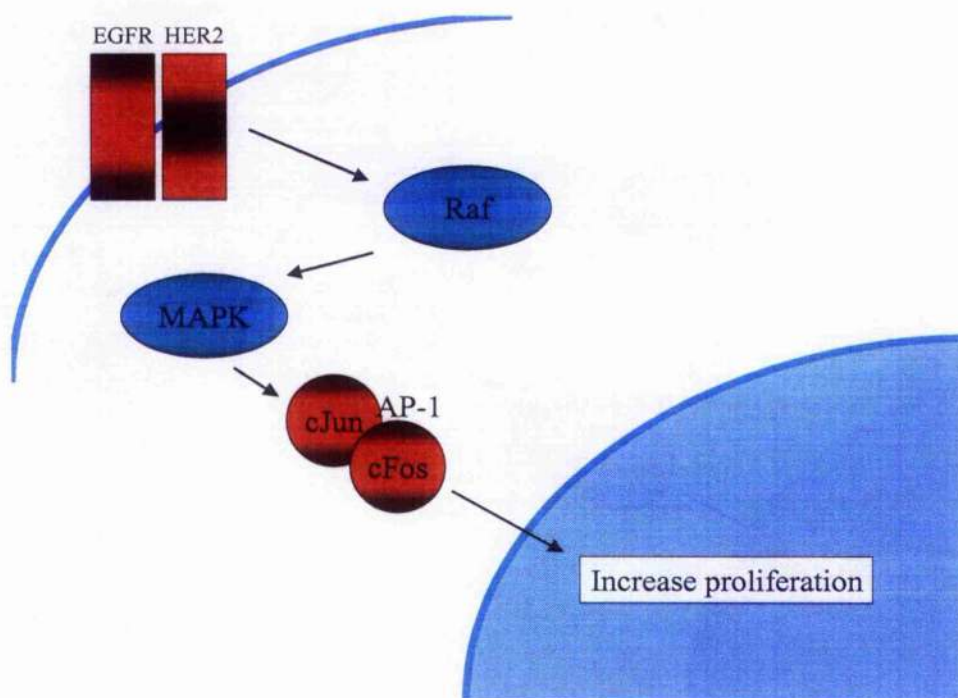 EGFR HER2
Raf
MAPK
AP-1
cJun
cFos
Increase proliferation